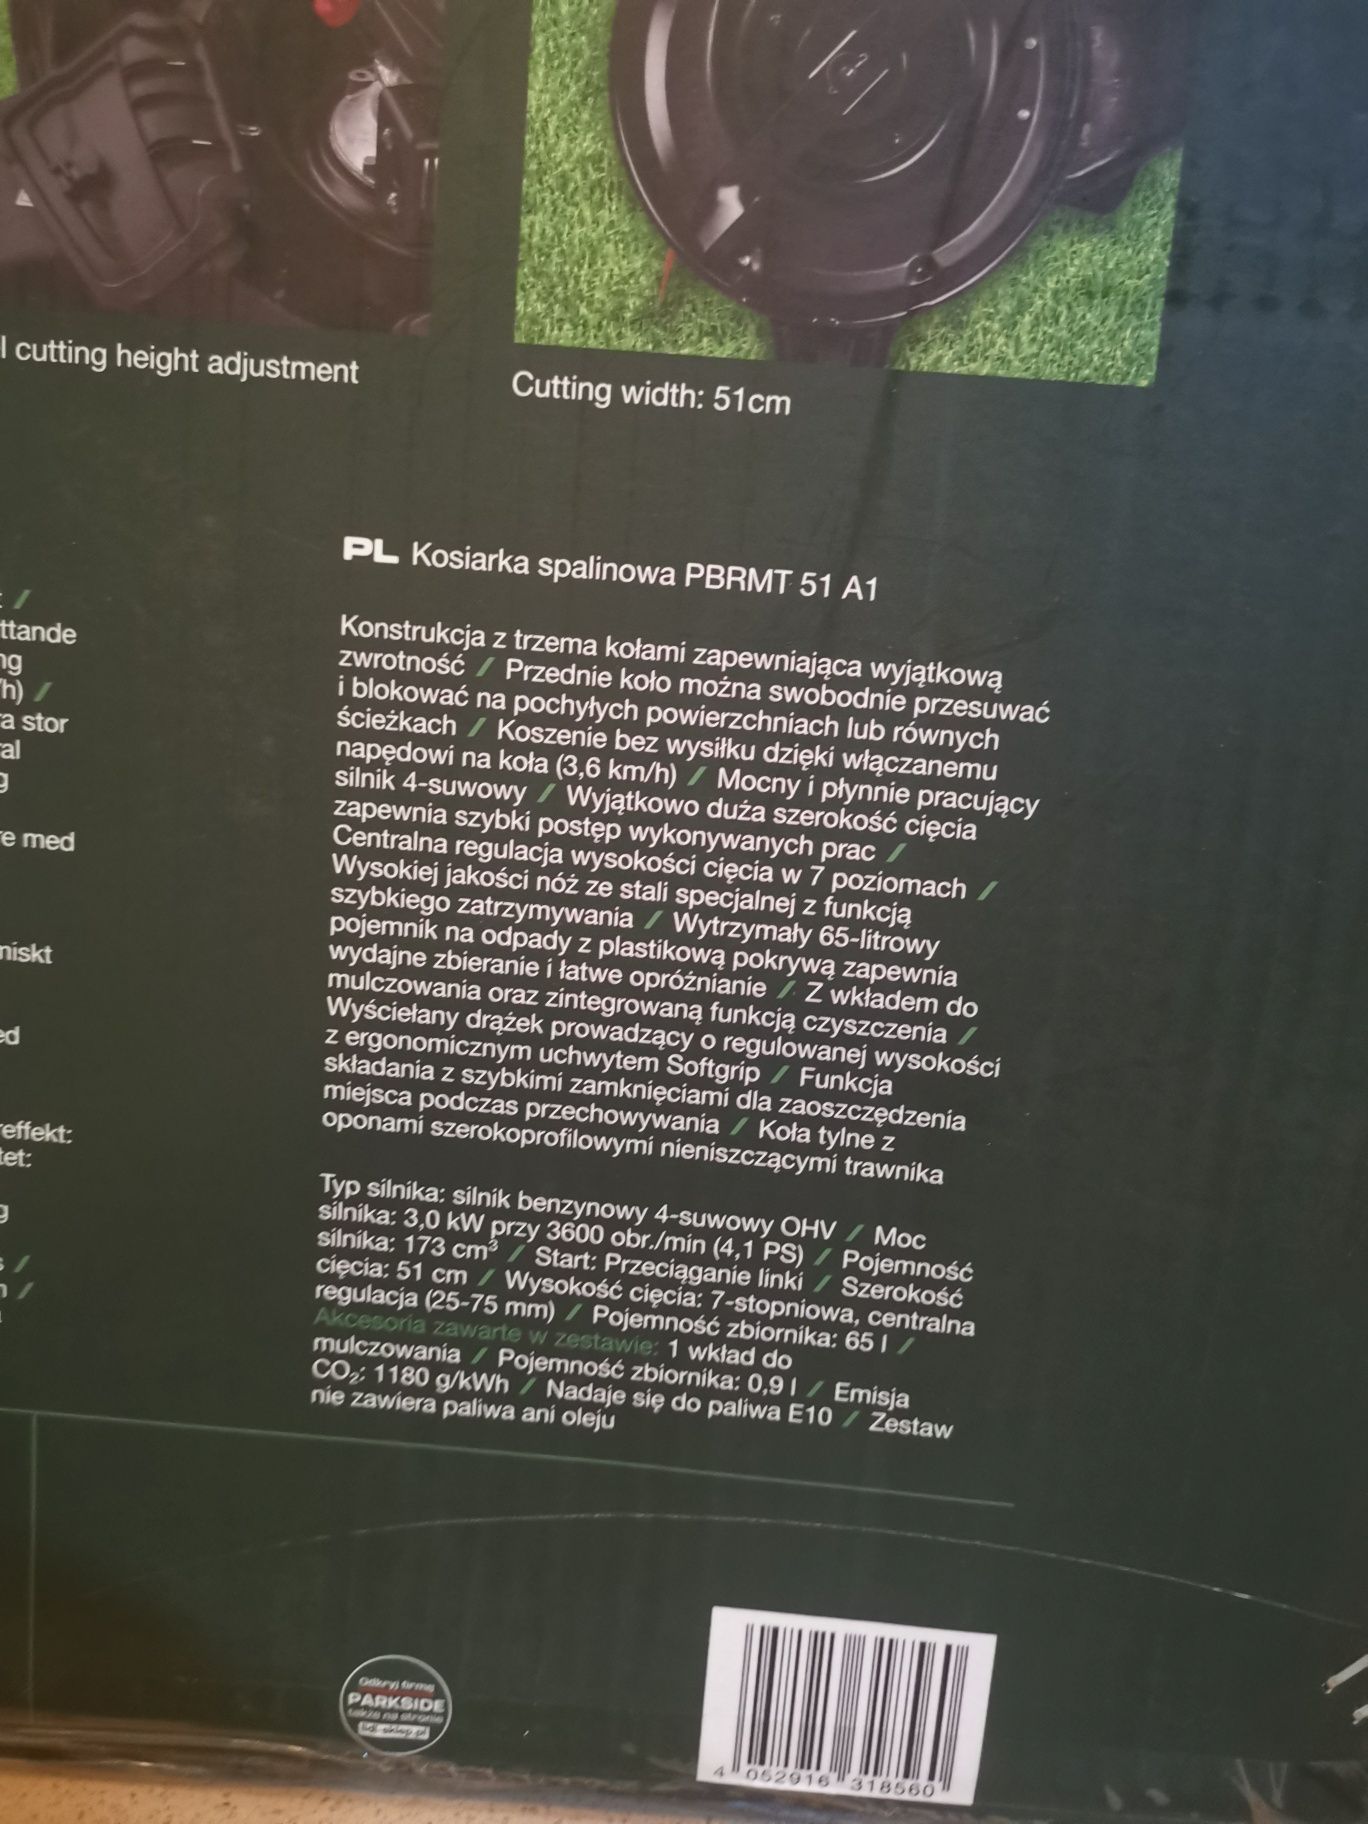 l cutting height adjustment
Cutting width: 51cm
PL Kosiarka spalinowa PBRMT 51 A1
Konstrukcja z trzema kołami zapewniająca wyjątkową
zwrotność / Przednie koło można swobodnie przesuwać
i blokować na pochyłych powierzchniach lub równych
ścieżkach / Koszenie bez wysiłku dzięki włączanemu
napędowi na koła (3,6 km/h) / Mocny i płynnie pracujący
silnik 4-suwowy / Wyjątkowo duża szerokość cięcia
zapewnia szybki postęp wykonywanych prac /
Centralna regulacja wysokości cięcia w 7 poziomach /
Wysokiej jakości nóż ze stali specjalnej z funkcją
szybkiego zatrzymywania / Wytrzymały 65-litrowy
pojemnik na odpady z plastikową pokrywą zapewnia
wydajne zbieranie i łatwe opróżnianie / Z wkładem do
mulczowania oraz zintegrowaną funkcją czyszczenia /
Wyściełany drążek prowadzący o regulowanej wysokości
z ergonomicznym uchwytem Softgrip / Funkcja
składania z szybkimi zamknięciami dla zaoszczędzenia
miejsca podczas przechowywania / Koła tylne z
oponami szerokoprofilowymi nieniszczącymi trawnika
Typ silnika: silnik benzynowy 4-suwowy OHV / Moc
silnika: 3,0 kW przy 3600 obr./min (4,1 PS) / Pojemność
silnika: 173 cm³ / Start: Przeciąganie linki / Szerokość
cięcia: 51 cm / Wysokość cięcia: 7-stopniowa, centralna
regulacja (25-75 mm) / Pojemność zbiornika: 65 l /
Akcesoria zawarte w zestawie: 1 wkład do
mulczowania / Pojemność zbiornika: 0,9 l / Emisja
CO₂: 1180 g/kWh / Nadaje się do paliwa E10 / Zestaw
nie zawiera paliwa ani oleju
/
ttande
ng
h) /
a stor
al
g
e med
niskt
ed
effekt:
tet:
g
s /
n /
Odkryj firmę
PARKSIDE
także na stronie
lidl-sklep.pl
4 052916 318560